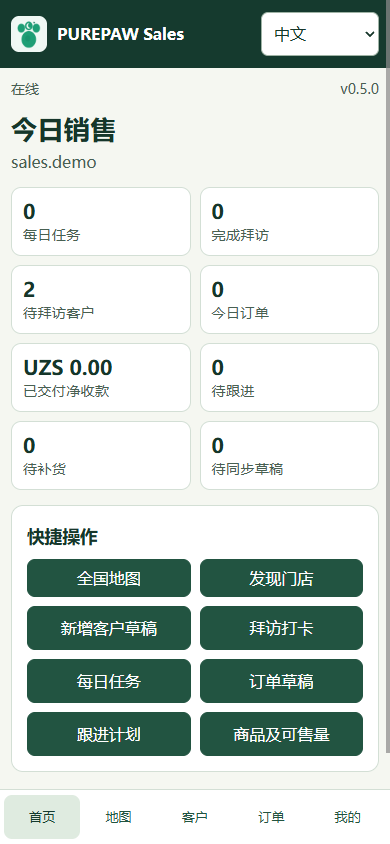 PUREPAW Sales
中文
在线
v0.5.0
今日销售
sales.demo
0
每日任务
0
完成拜访
2
待拜访客户
0
今日订单
UZS 0.00
已交付净收款
0
待跟进
0
待补货
0
待同步草稿
快捷操作
全国地图
发现门店
新增客户草稿
拜访打卡
每日任务
订单草稿
跟进计划
商品及可售量
首页
地图
客户
订单
我的